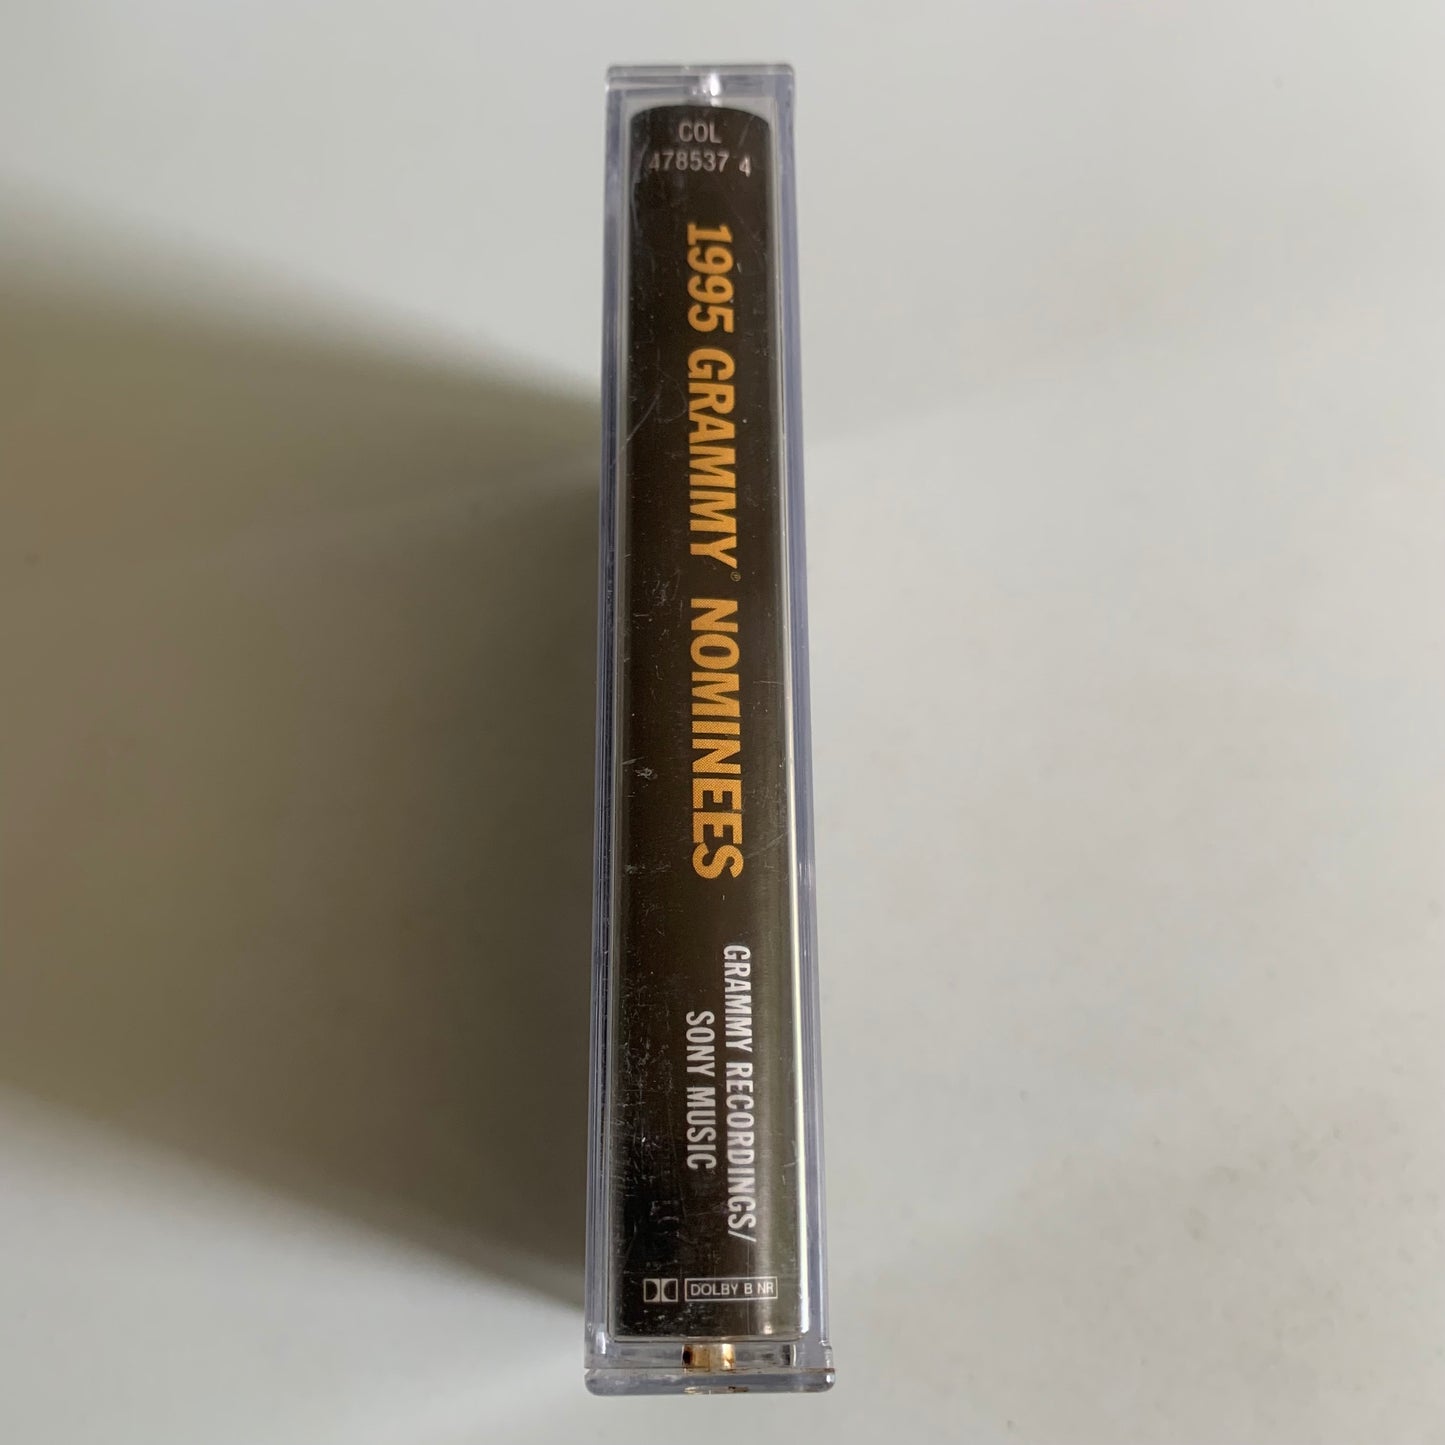 COL
478537 4
1995 GRAMMY® NOMINEES
GRAMMY RECORDINGS/
SONY MUSIC
DOLBY B NR